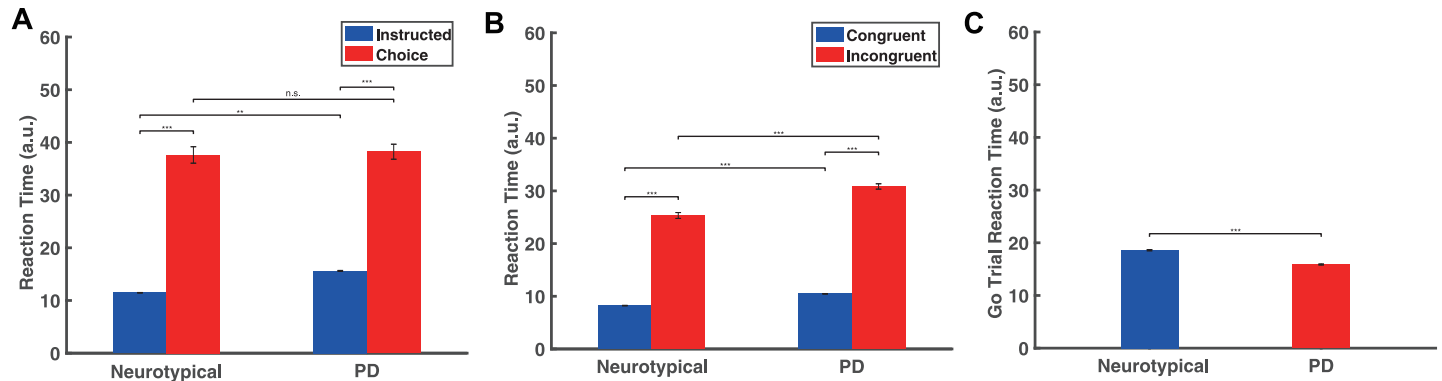 A
Reaction Time (a.u.)
60
50
40
30
20
10
0
Instructed
Choice
***
n.s.
**
***
Neurotypical
PD
B
Reaction Time (a.u.)
60
50
40
30
20
10
0
Congruent
Incongruent
***
***
***
***
Neurotypical
PD
C
Go Trial Reaction Time (a.u.)
60
50
40
30
20
10
0
***
Neurotypical
PD